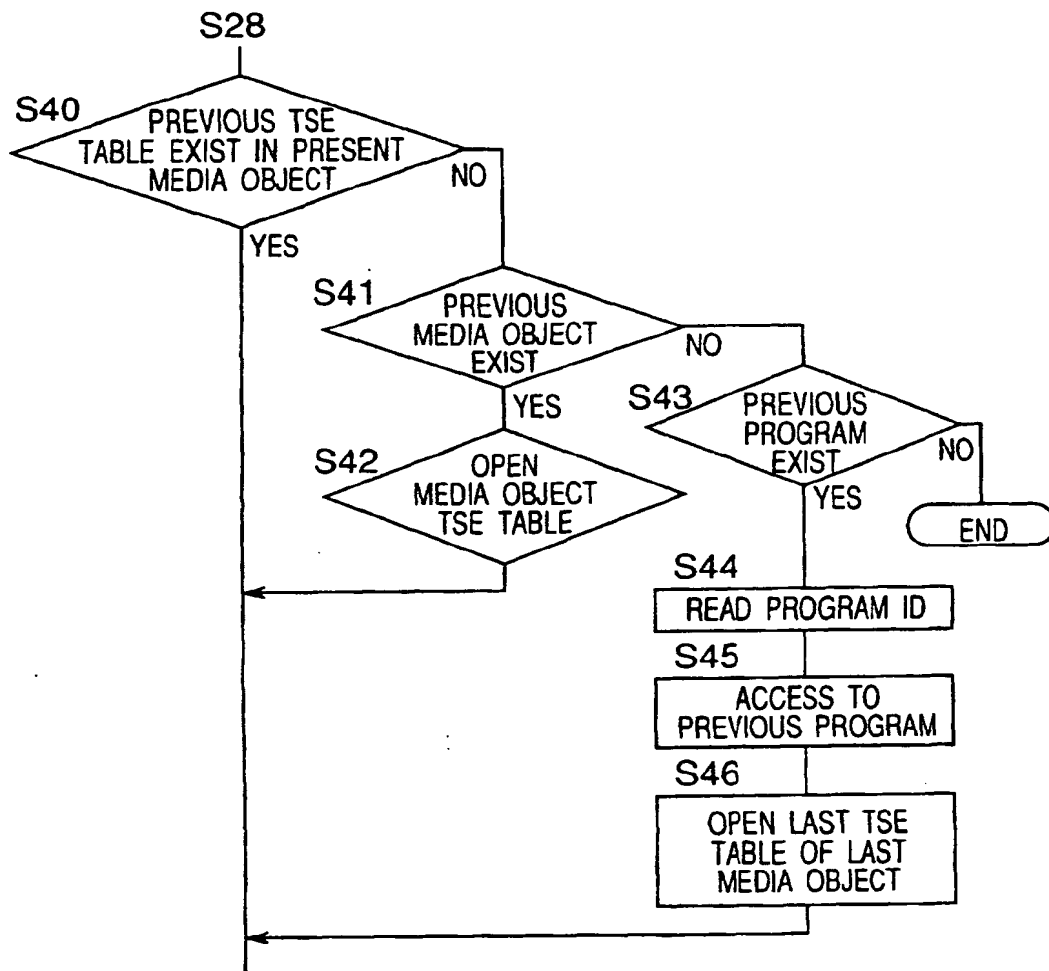 S28
S40
PREVIOUS TSE
TABLE EXIST IN PRESENT
MEDIA OBJECT
NO
YES
S41
PREVIOUS
MEDIA OBJECT
EXIST
NO
YES
S43
PREVIOUS
PROGRAM
EXIST
NO
YES
S42
OPEN
MEDIA OBJECT
TSE TABLE
END
S44
READ PROGRAM ID
S45
ACCESS TO
PREVIOUS PROGRAM
S46
OPEN LAST TSE
TABLE OF LAST
MEDIA OBJECT